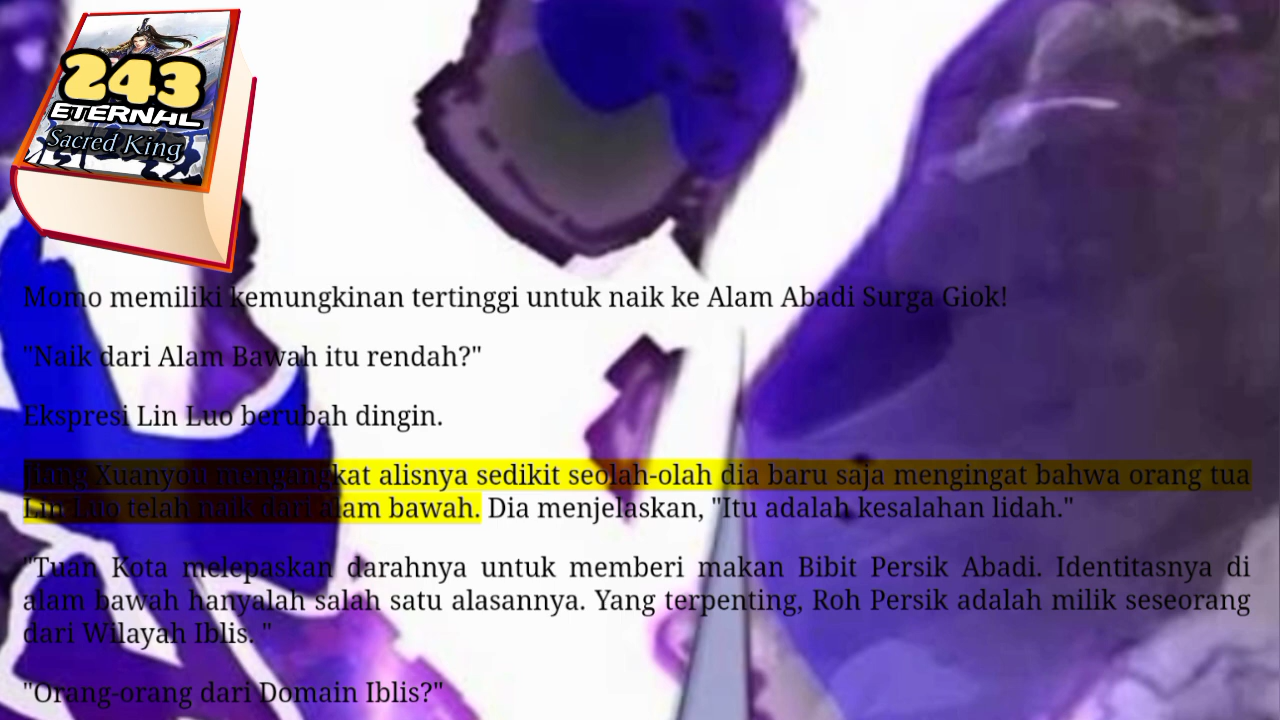 243
ETERNAL
Sacred King
Momo memiliki kemungkinan tertinggi untuk naik ke Alam Abadi Surga Giok!
"Naik dari Alam Bawah itu rendah?"
Ekspresi Lin Luo berubah dingin.
Jiang Xuanyou mengangkat alisnya sedikit seolah-olah dia baru saja mengingat bahwa orang tua
Lin Luo telah naik dari alam bawah. Dia menjelaskan, "Itu adalah kesalahan lidah."
"Tuan Kota melepaskan darahnya untuk memberi makan Bibit Persik Abadi. Identitasnya di
alam bawah hanyalah salah satu alasannya. Yang terpenting, Roh Persik adalah milik seseorang
dari Wilayah Iblis. "
"Orang-orang dari Domain Iblis?"